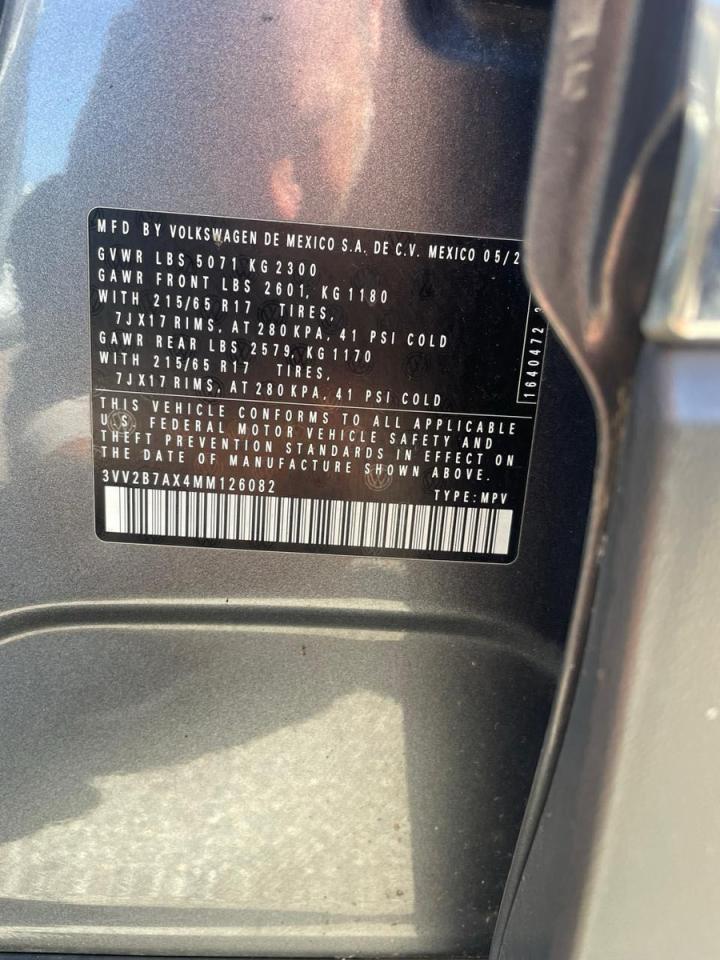 MFD BY VOLKSWAGEN DE MEXICO S.A. DE C.V. MEXICO 05/2
GVWR LBS 5071 KG 2300
GAWR FRONT LBS 2601, KG 1180
WITH 215/65 R17 TIRES,
7JX17 RIMS, AT 280 KPA, 41 PSI COLD
GAWR REAR LBS 2579, KG 1170
WITH 215/65 R17 TIRES,
7JX17 RIMS, AT 280 KPA, 41 PSI COLD
THIS VEHICLE CONFORMS TO ALL APPLICABLE
U.S. FEDERAL MOTOR VEHICLE SAFETY AND
THEFT PREVENTION STANDARDS IN EFFECT ON
THE DATE OF MANUFACTURE SHOWN ABOVE.
3VV2B7AX4MM126082 TYPE: MPV
1640472